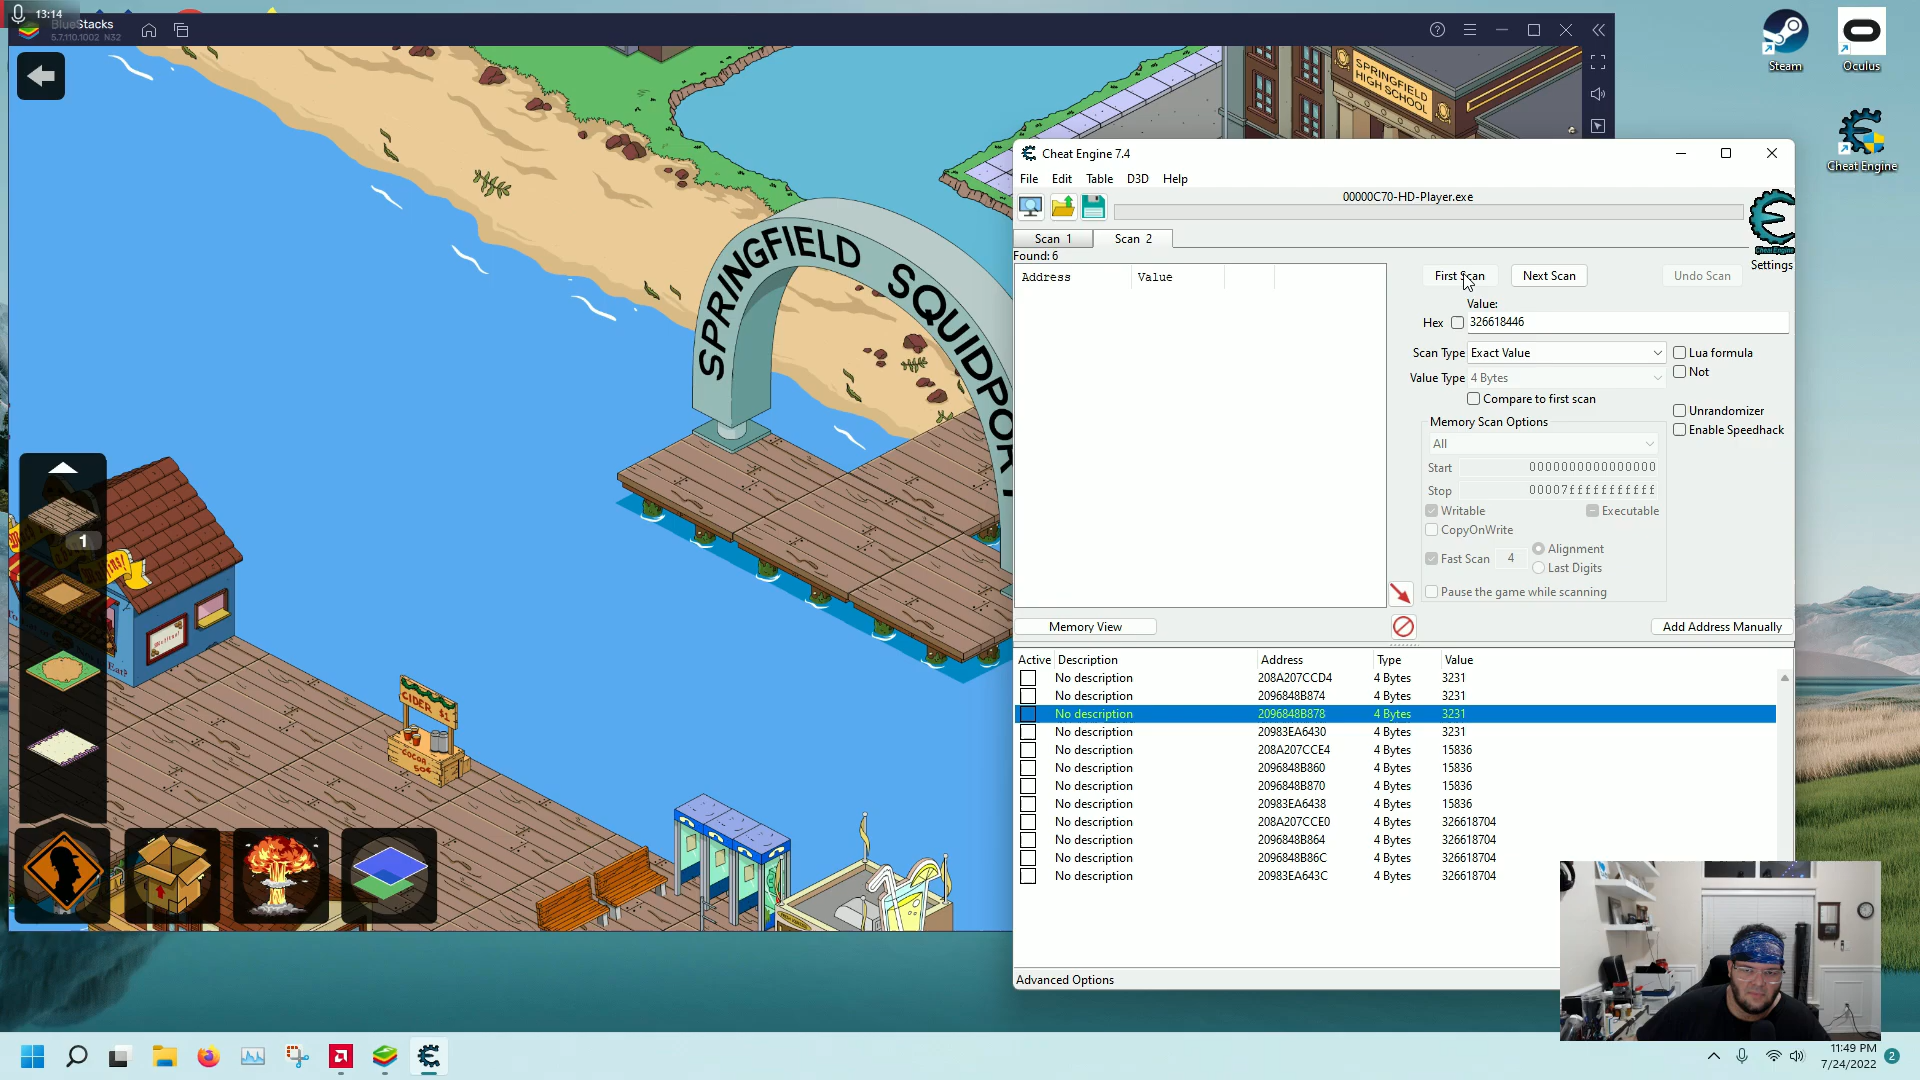 13:14
BlueStacks
5.7.110.1002 N32
Steam
Oculus
Cheat Engine
SPRINGFIELD
HIGH SCHOOL
SPRINGFIELD SQUIDPORT
CIDER $1
COCOA
50¢
1
Cheat Engine 7.4
File Edit Table D3D Help
00000C70-HD-Player.exe
Scan 1 Scan 2
Found: 6
Address Value
Settings
First Scan Next Scan Undo Scan
Value:
Hex 326618446
Scan Type Exact Value Lua formula
Value Type 4 Bytes Not
Compare to first scan
Memory Scan Options
All
Unrandomizer
Enable Speedhack
Start 0000000000000000
Stop 00007fffffffffff
Writable Executable
CopyOnWrite
Fast Scan 4 Alignment
Last Digits
Pause the game while scanning
Memory View Add Address Manually
Active Description Address Type Value
No description 208A207CCD4 4 Bytes 3231
No description 2096848B874 4 Bytes 3231
No description 2096848B878 4 Bytes 3231
No description 20983EA6430 4 Bytes 3231
No description 208A207CCE4 4 Bytes 15836
No description 2096848B860 4 Bytes 15836
No description 2096848B870 4 Bytes 15836
No description 20983EA6438 4 Bytes 15836
No description 208A207CCE0 4 Bytes 326618704
No description 2096848B864 4 Bytes 326618704
No description 2096848B86C 4 Bytes 326618704
No description 20983EA643C 4 Bytes 326618704
Advanced Options
11:49 PM
7/24/2022
2